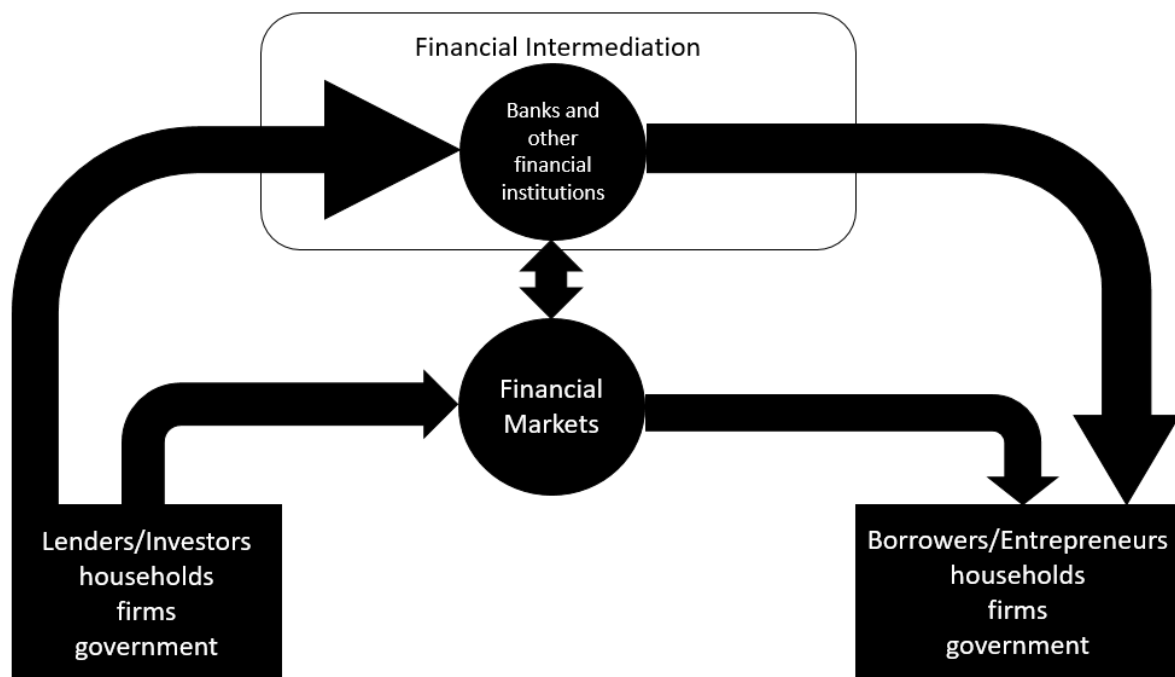 Financial Intermediation
Banks and
other
financial
institutions
Financial
Markets
Lenders/Investors
households
firms
government
Borrowers/Entrepreneurs
households
firms
government